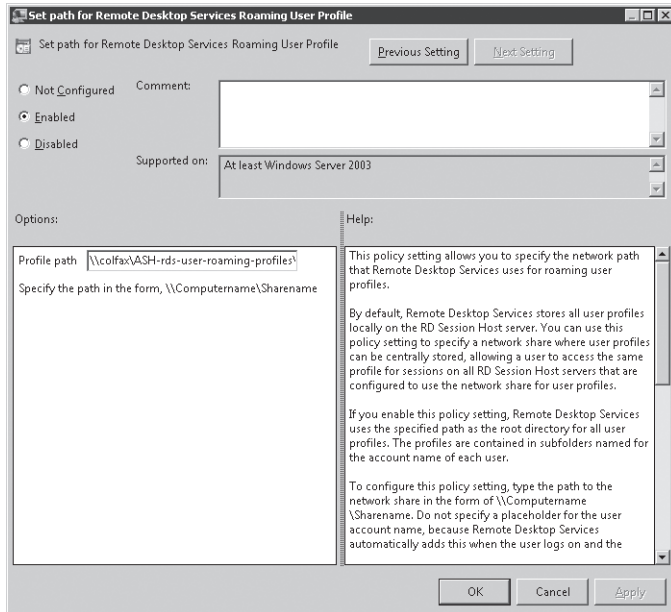 Set path for Remote Desktop Services Roaming User Profile
Set path for Remote Desktop Services Roaming User Profile
Previous Setting
Next Setting
Not Configured
Enabled
Disabled
Comment:
Supported on:
At least Windows Server 2003
Options:
Help:
Profile path \\colfax\ASH-rds-user-roaming-profiles\
Specify the path in the form, \\Computername\Sharename
This policy setting allows you to specify the network path
that Remote Desktop Services uses for roaming user
profiles.
By default, Remote Desktop Services stores all user profiles
locally on the RD Session Host server. You can use this
policy setting to specify a network share where user profiles
can be centrally stored, allowing a user to access the same
profile for sessions on all RD Session Host servers that are
configured to use the network share for user profiles.
If you enable this policy setting, Remote Desktop Services
uses the specified path as the root directory for all user
profiles. The profiles are contained in subfolders named for
the account name of each user.
To configure this policy setting, type the path to the
network share in the form of \\Computername
\Sharename. Do not specify a placeholder for the user
account name, because Remote Desktop Services
automatically adds this when the user logs on and the
OK
Cancel
Apply